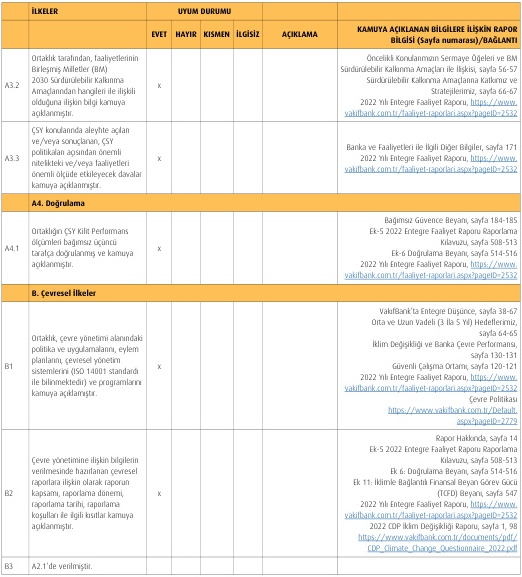 İLKELER
UYUM DURUMU
EVET HAYIR KISMEN İLGİSİZ AÇIKLAMA
KAMUYA AÇIKLANAN BİLGİLERE İLİŞKİN RAPOR
BİLGİSİ (Sayfa numarası)/BAĞLANTI
A3.2
Ortaklık tarafından, faaliyetlerinin
Birleşmiş Milletler (BM)
2030 Sürdürülebilir Kalkınma
Amaçlarından hangileri ile ilişkili
olduğuna ilişkin bilgi kamuya
açıklanmıştır.
x
Öncelikli Konularımızın Sermaye Öğeleri ve BM
Sürdürülebilir Kalkınma Amaçları ile İlişkisi, sayfa 56-57
Sürdürülebilir Kalkınma Amaçlarına Katkımız ve
Stratejilerimiz, sayfa 66-67
2022 Yılı Entegre Faaliyet Raporu, https://www.
vakifbank.com.tr/faaliyet-raporlari.aspx?pageID=2532
A3.3
ÇSY konularında aleyhte açılan
ve/veya sonuçlanan, ÇSY
politikaları açısından önemli
nitelikteki ve/veya faaliyetleri
önemli ölçüde etkileyecek davalar
kamuya açıklanmıştır.
x
Banka ve Faaliyetleri ile İlgili Diğer Bilgiler, sayfa 171
2022 Yılı Entegre Faaliyet Raporu, https://www.
vakifbank.com.tr/faaliyet-raporlari.aspx?pageID=2532
A4. Doğrulama
A4.1
Ortaklığın ÇSY Kilit Performans
ölçümleri bağımsız üçüncü
tarafça doğrulanmış ve kamuya
açıklanmıştır.
x
Bağımsız Güvence Beyanı, sayfa 184-185
Ek-5 2022 Entegre Faaliyet Raporu Raporlama
Kılavuzu, sayfa 508-513
Ek-6 Doğrulama Beyanı, sayfa 514-516
2022 Yılı Entegre Faaliyet Raporu, https://www.
vakifbank.com.tr/faaliyet-raporlari.aspx?pageID=2532
B. Çevresel İlkeler
B1
Ortaklık, çevre yönetimi alanındaki
politika ve uygulamalarını, eylem
planlarını, çevresel yönetim
sistemlerini (ISO 14001 standardı
ile bilinmektedir) ve programlarını
kamuya açıklamıştır.
x
VakıfBank'ta Entegre Düşünce, sayfa 38-67
Orta ve Uzun Vadeli (3 ila 5 Yıl) Hedeflerimiz,
sayfa 64-65
İklim Değişikliği ve Banka Çevre Performansı,
sayfa 130-131
Güvenli Çalışma Ortamı, sayfa 120-121
2022 Yılı Entegre Faaliyet Raporu, https://www.
vakifbank.com.tr/faaliyet-raporlari.aspx?pageID=2532
Çevre Politikası
https://www.vakifbank.com.tr/Default.
aspx?pageID=2779
B2
Çevre yönetimine ilişkin bilgilerin
verilmesinde hazırlanan çevresel
raporlara ilişkin olarak raporun
kapsamı, raporlama dönemi,
raporlama tarihi, raporlama
koşulları ile ilgili kısıtlar kamuya
açıklanmıştır.
x
Rapor Hakkında, sayfa 14
Ek-5 2022 Entegre Faaliyet Raporu Raporlama
Kılavuzu, sayfa 508-513
Ek 6: Doğrulama Beyanı, sayfa 514-516
Ek 11: İklimle Bağlantılı Finansal Beyan Görev Gücü
(TCFD) Beyanı, sayfa 547
2022 Yılı Entegre Faaliyet Raporu, https://www.
vakifbank.com.tr/faaliyet-raporlari.aspx?pageID=2532
2022 CDP İklim Değişikliği Raporu, sayfa 1, 98
https://www.vakifbank.com.tr/documents/pdf/
CDP_Climate_Change_Questionnaire_2022.pdf
B3
A2.1'de verilmiştir.